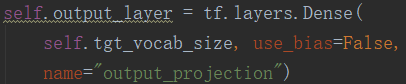 self.output_layer = tf.layers.Dense(
self.tgt_vocab_size, use_bias=False,
name="output_projection")